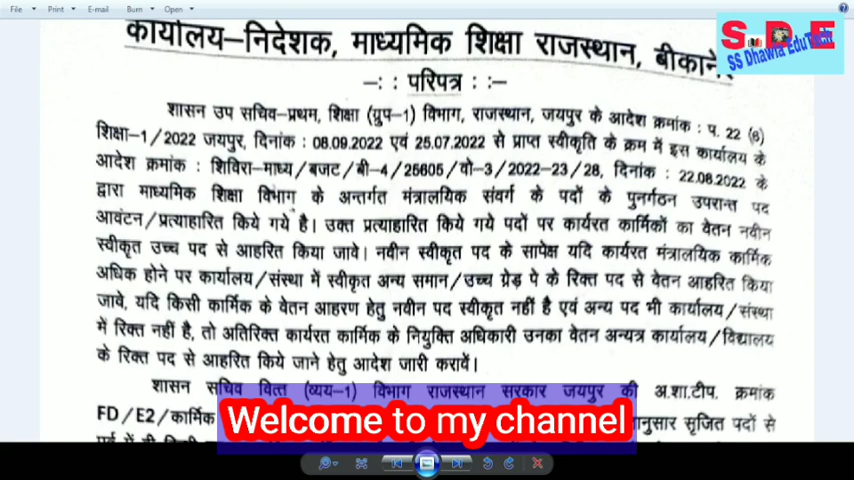 File Print E-mail Burn Open
कार्यालय–निदेशक, माध्यमिक शिक्षा राजस्थान, बीकानेर
S D E
SS Dhawla EduTech
–: : परिपत्र : :–
शासन उप सचिव–प्रथम, शिक्षा (ग्रुप–1) विभाग, राजस्थान, जयपुर के आदेश क्रमांक : प. 22 (6)
शिक्षा–1/2022 जयपुर, दिनांक : 08.09.2022 एवं 25.07.2022 से प्राप्त स्वीकृति के क्रम में इस कार्यालय के
आदेश क्रमांक : शिविरा–माध्य/बजट/बी–4/25605/वो–3/2022–23/28, दिनांक : 22.08.2022 के
द्वारा माध्यमिक शिक्षा विभाग के अन्तर्गत मंत्रालयिक संवर्ग के पदों के पुनर्गठन उपरान्त पद
आवंटन/प्रत्याहारित किये गये है। उक्त प्रत्याहारित किये गये पदों पर कार्यरत कार्मिकों का वेतन नवीन
स्वीकृत उच्च पद से आहरित किया जावे। नवीन स्वीकृत पद के सापेक्ष यदि कार्यरत मंत्रालयिक कार्मिक
अधिक होने पर कार्यालय/संस्था में स्वीकृत अन्य समान/उच्च ग्रेड़ पे के रिक्त पद से वेतन आहरित किया
जावे, यदि किसी कार्मिक के वेतन आहरण हेतु नवीन पद स्वीकृत नहीं है एवं अन्य पद भी कार्यालय/संस्था
में रिक्त नहीं है, तो अतिरिक्त कार्यरत कार्मिक के नियुक्ति अधिकारी उनका वेतन अन्यत्र कार्यालय/विद्यालय
के रिक्त पद से आहरित किये जाने हेतु आदेश जारी करावें।
शासन सचिव वित्त (व्यय–1) विभाग राजस्थान सरकार जयपुर की अ.शा.टीप. क्रमांक
FD/E2/कार्मिक
Welcome to my channel
सृजित पदों से